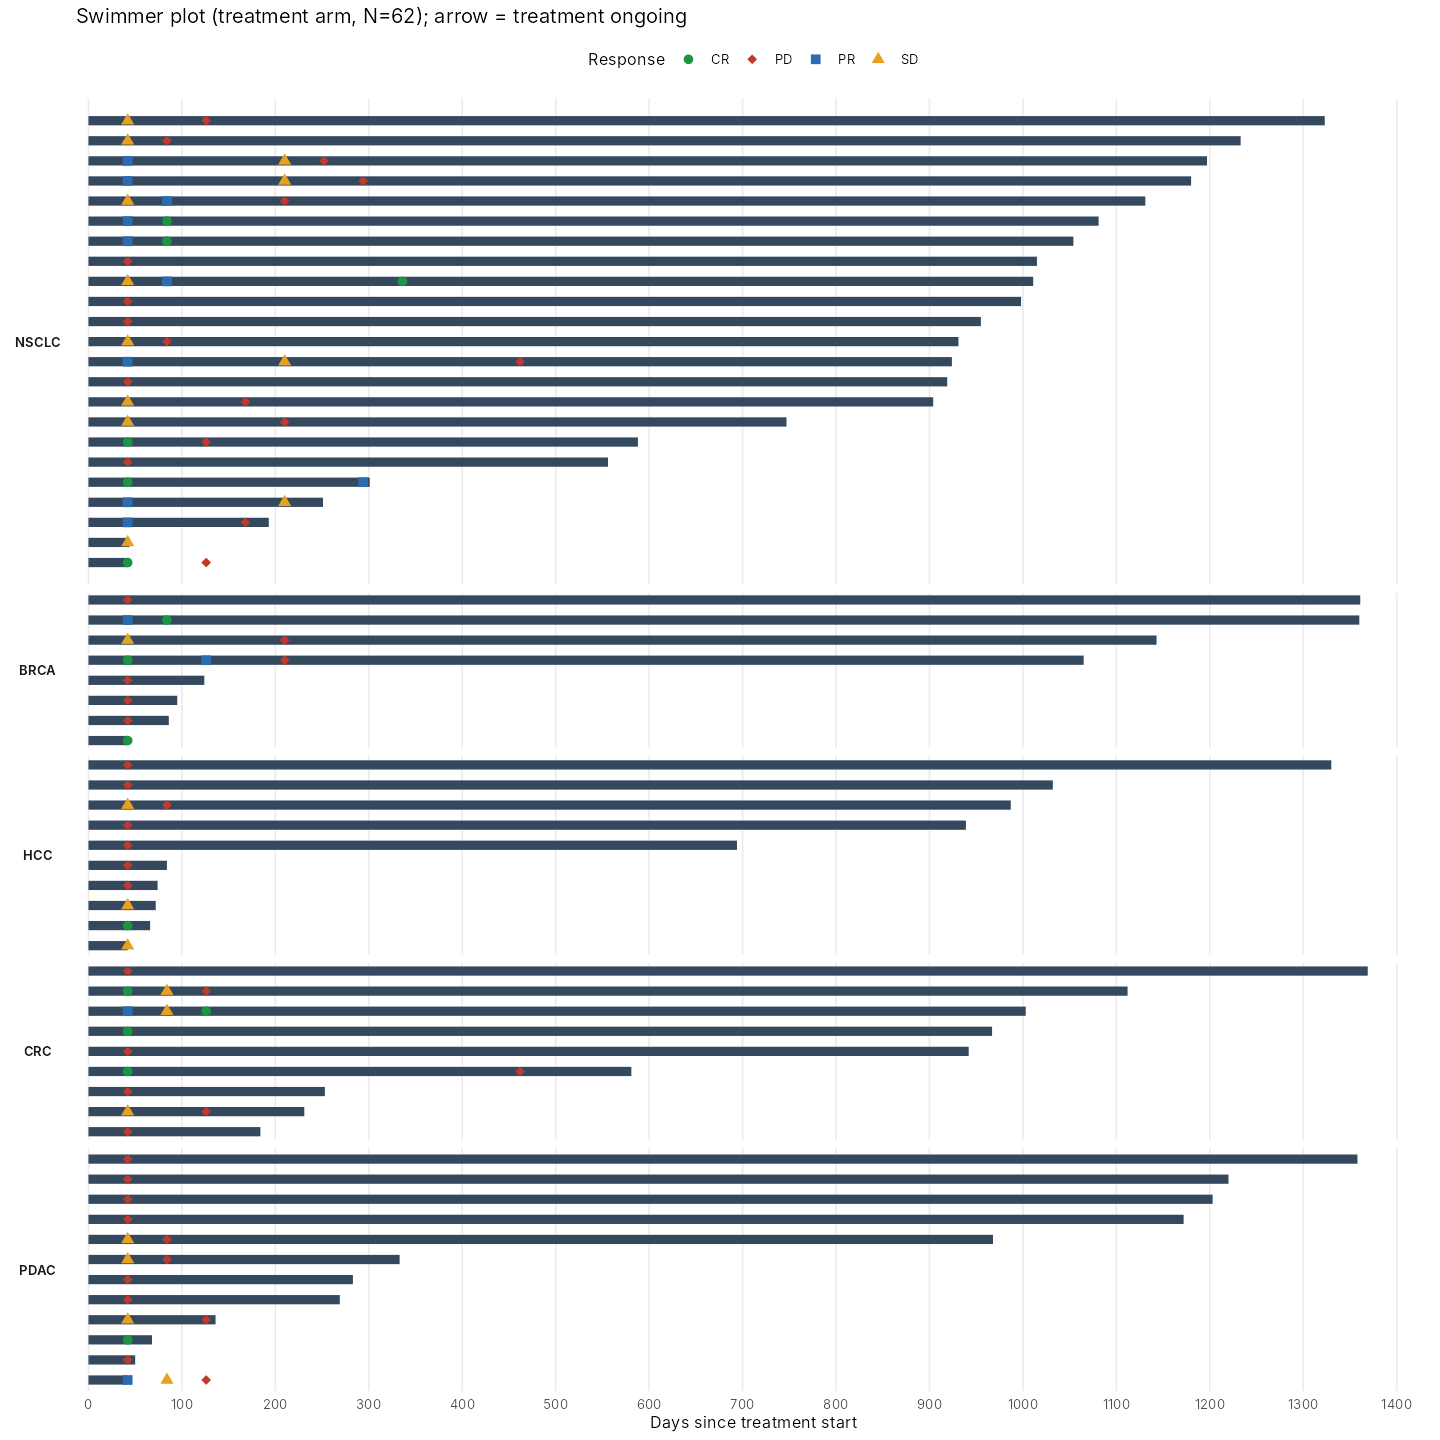 Swimmer plot (treatment arm, N=62); arrow = treatment ongoing
Response CR PD PR SD
NSCLC
BRCA
HCC
CRC
PDAC
0 100 200 300 400 500 600 700 800 900 1000 1100 1200 1300 1400
Days since treatment start